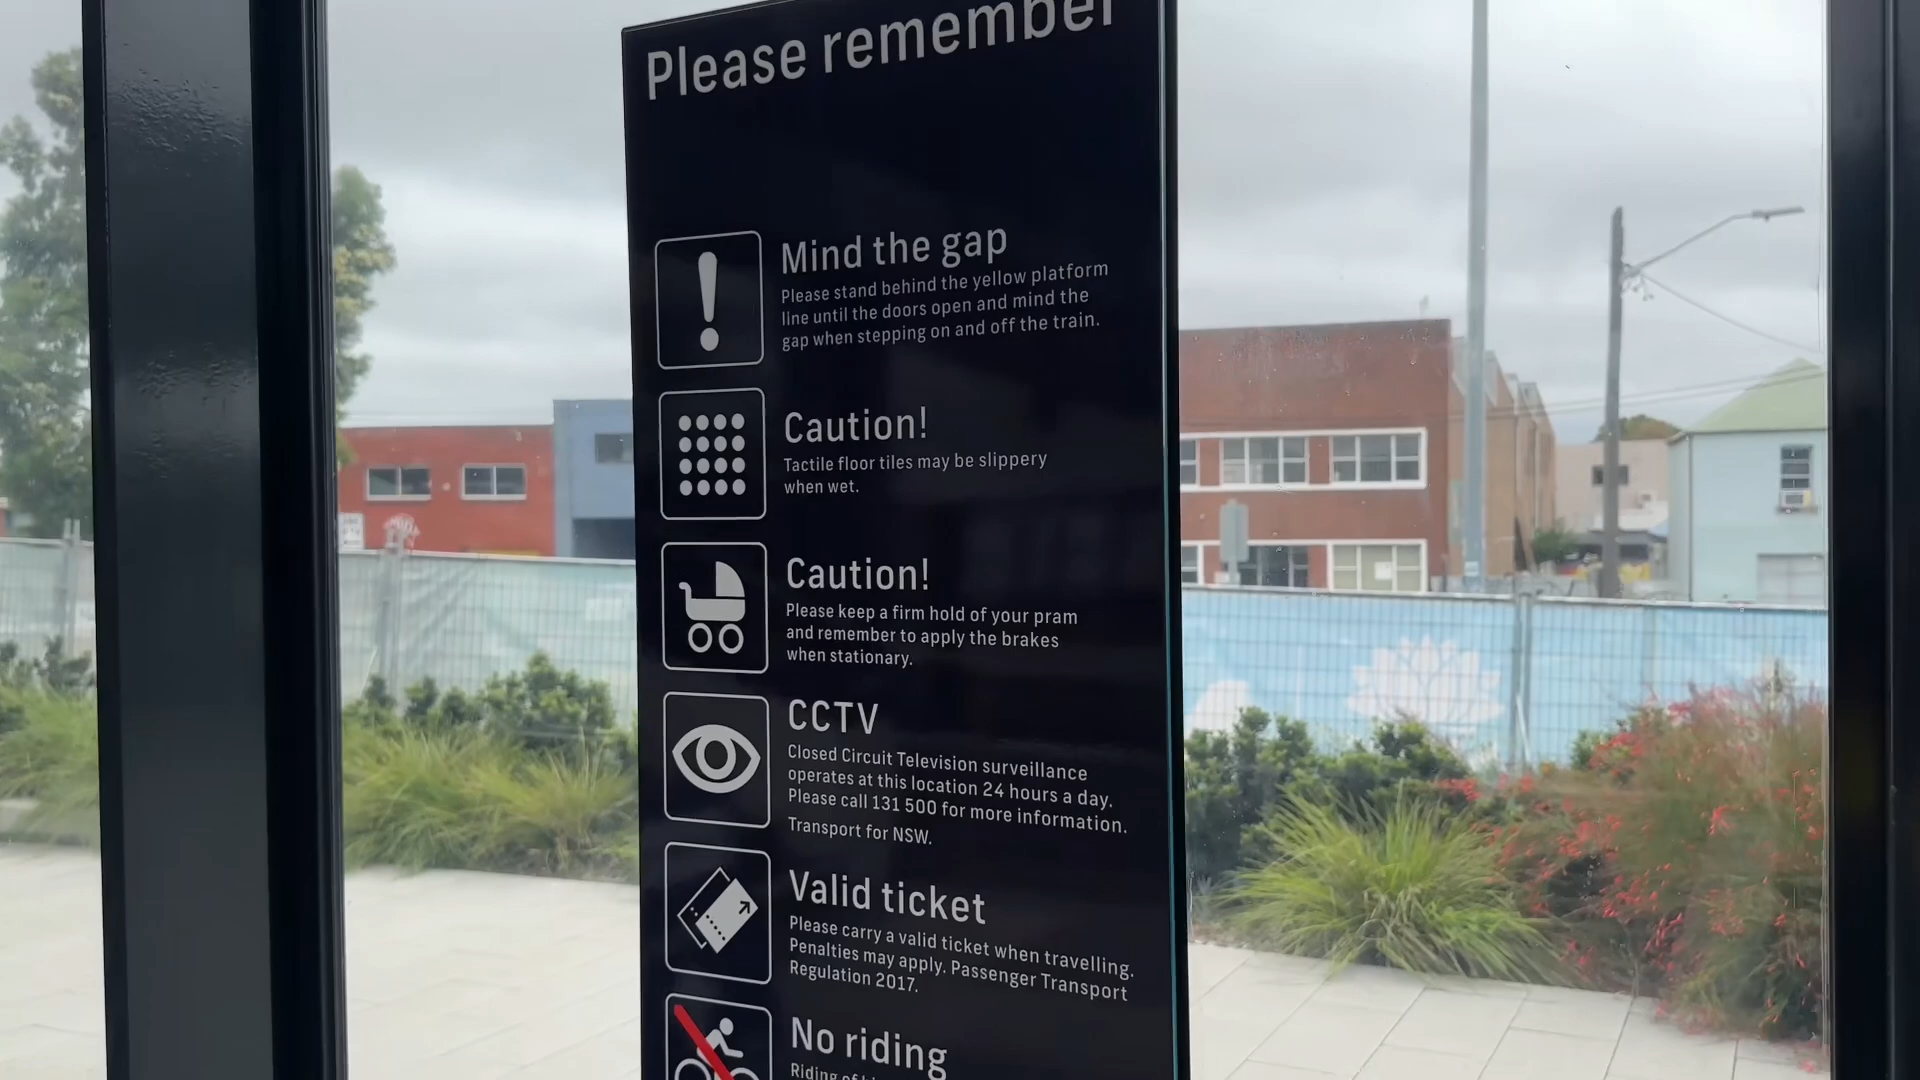 Please remember
Mind the gap
Please stand behind the yellow platform
line until the doors open and mind the
gap when stepping on and off the train.
Caution!
Tactile floor tiles may be slippery
when wet.
Caution!
Please keep a firm hold of your pram
and remember to apply the brakes
when stationary.
CCTV
Closed Circuit Television surveillance
operates at this location 24 hours a day.
Please call 131 500 for more information.
Transport for NSW.
Valid ticket
Please carry a valid ticket when travelling.
Penalties may apply. Passenger Transport
Regulation 2017.
No riding
Riding of